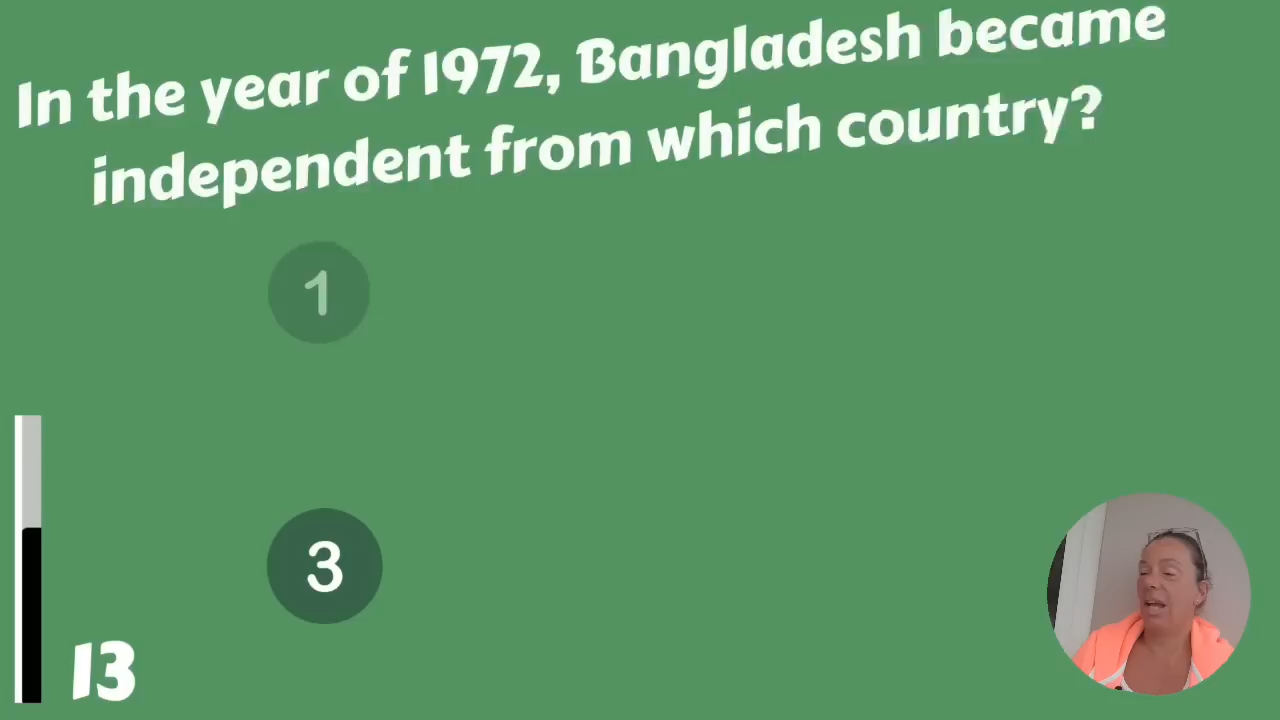 In the year of 1972, Bangladesh became
independent from which country?
1
3
13